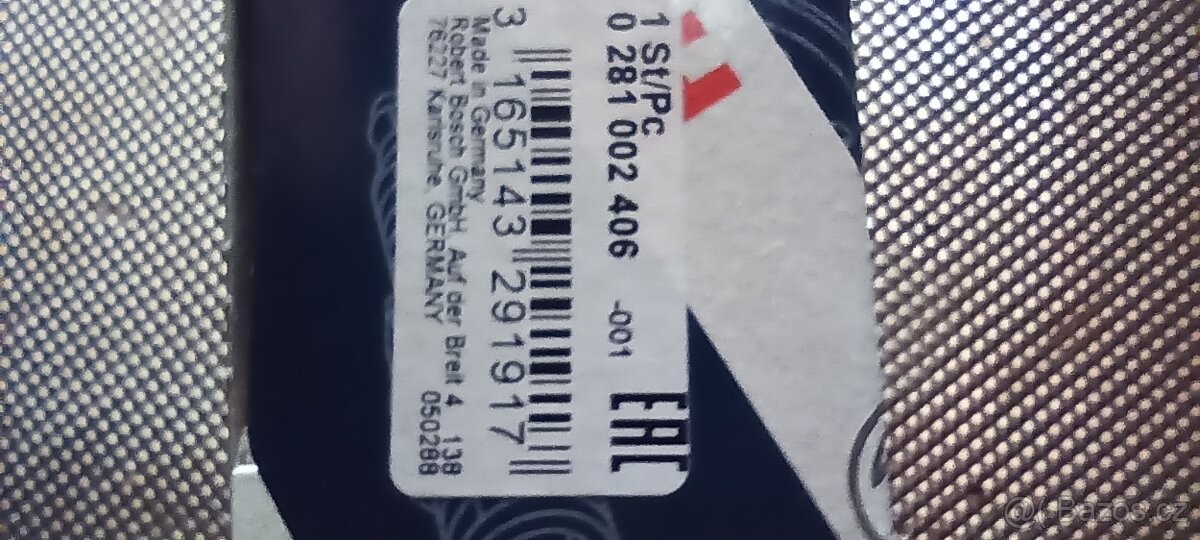 1 St/Pc
0 281 002 406 -001
EAC
3 165143 291917
Made in Germany
Robert Bosch GmbH, Auf der Breit 4 138
76227 Karlsruhe, GERMANY 050288
Bazos.cz